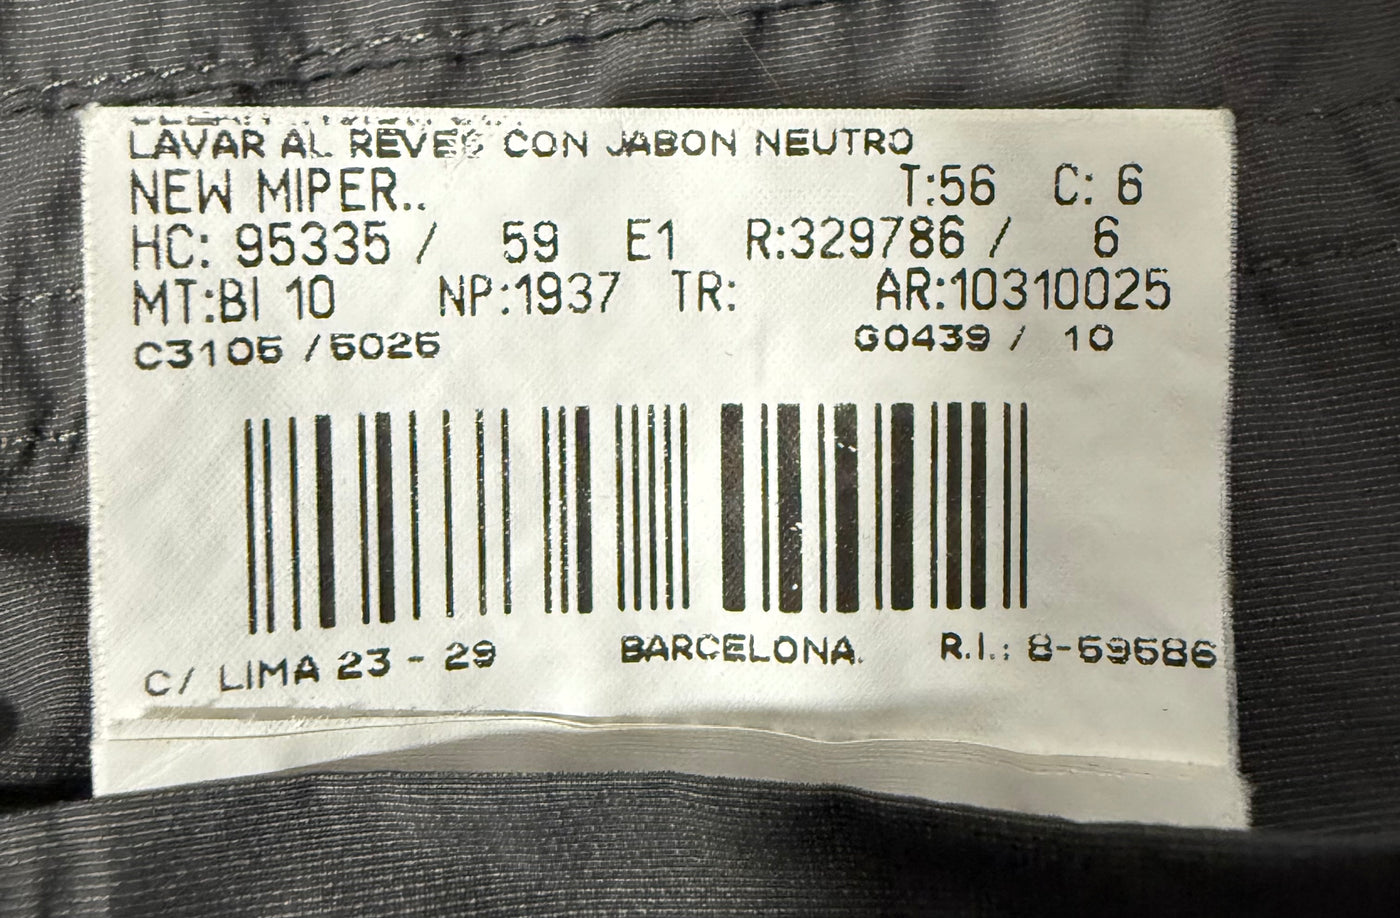 LAVAR AL REVES CON JABON NEUTRO
NEW MIPER.. T:56 C: 6
HC: 95335 / 59 E1 R:329786 / 6
MT:BI 10 NP:1937 TR: AR:10310025
C3105 /5025 G0439 / 10
C/ LIMA 23 - 29 BARCELONA. R.I.: 8-59586